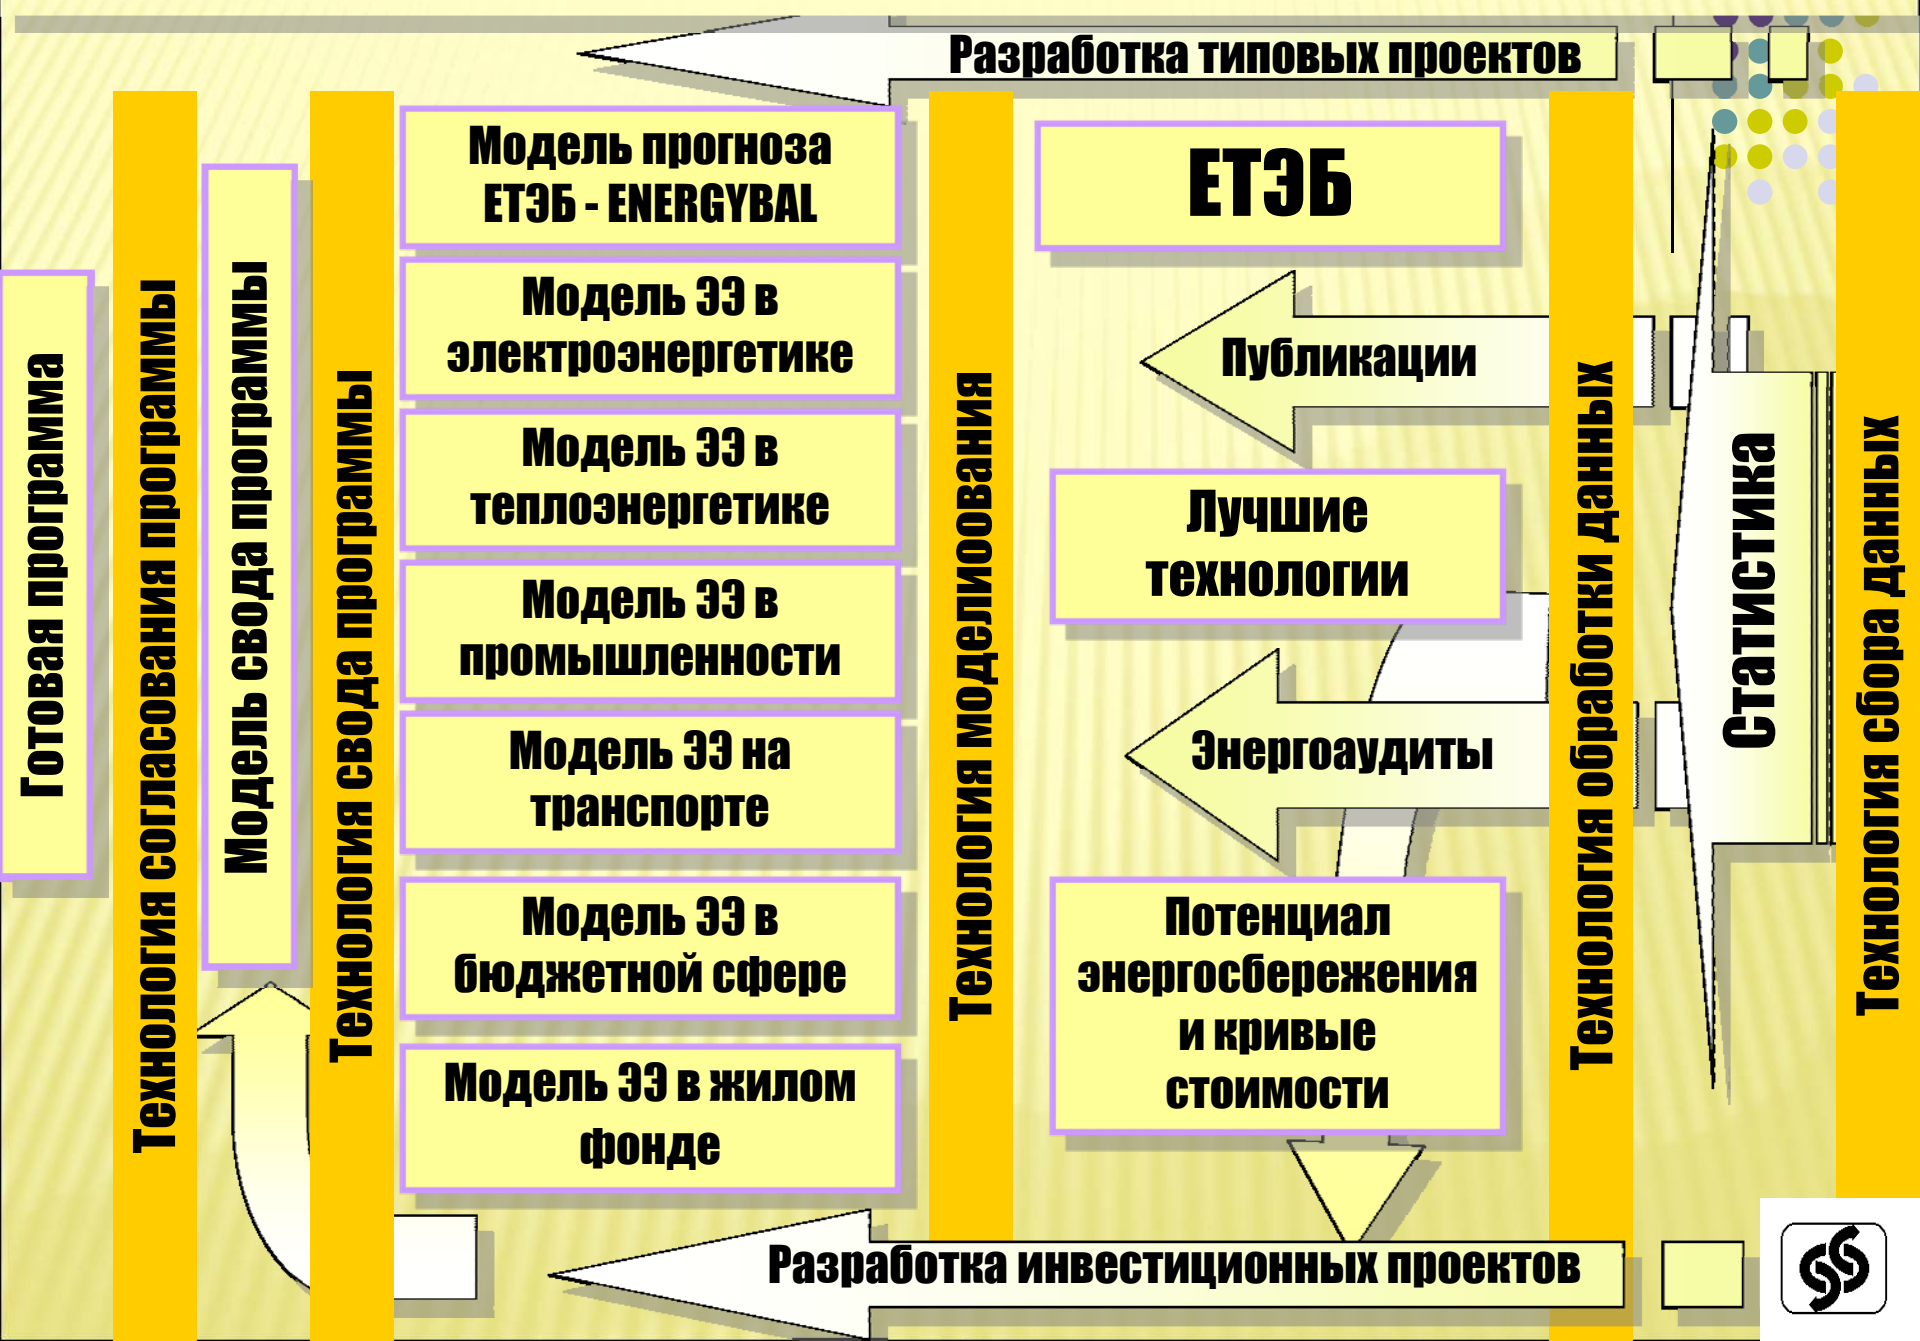 Разработка типовых проектов
Готовая программа
Технология согласования программы
Модель свода программы
Технология свода программы
Модель прогноза
ЕТЭБ - ENERGYBAL
Модель ЭЭ в
электроэнергетике
Модель ЭЭ в
теплоэнергетике
Модель ЭЭ в
промышленности
Модель ЭЭ на
транспорте
Модель ЭЭ в
бюджетной сфере
Модель ЭЭ в жилом
фонде
Технология моделиоования
ЕТЭБ
Публикации
Лучшие
технологии
Энергоаудиты
Потенциал
энергосбережения
и кривые
стоимости
Технология обработки данных
Статистика
Технология сбора данных
Разработка инвестиционных проектов